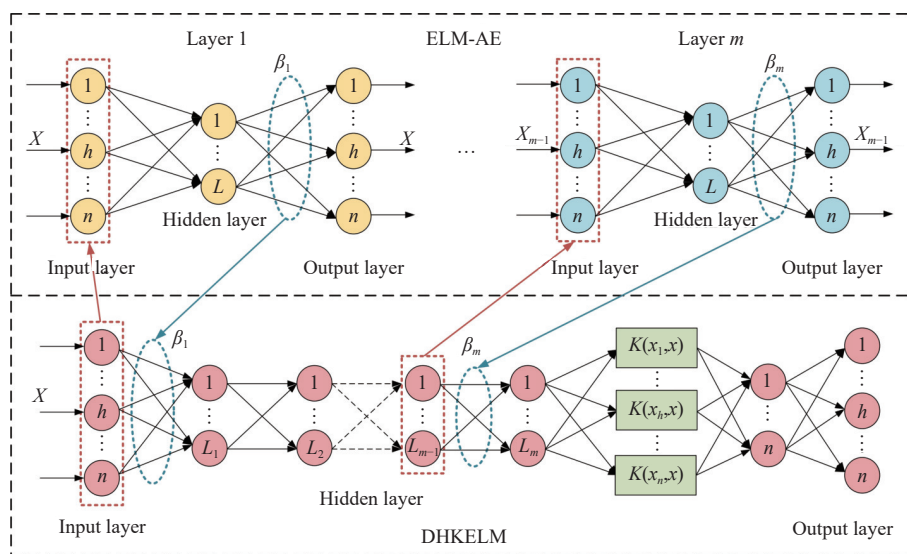 Layer 1
ELM-AE
Layer m
β₁
βₘ
1
1
1
1
⋮
1
⋮
⋮
1
⋮
X
h
⋮
h
X
…
Xₘ₋₁
h
⋮
h
Xₘ₋₁
⋮
L
⋮
⋮
L
⋮
n
Hidden layer
n
n
Hidden layer
n
Input layer
Output layer
Input layer
Output layer
β₁
βₘ
1
1
1
1
1
K(x₁,x)
1
1
⋮
⋮
⋮
⋮
⋮
⋮
⋮
⋮
X
h
K(xₕ,x)
h
⋮
L₁
L₂
Lₘ₋₁
Lₘ
⋮
n
⋮
n
K(xₙ,x)
n
Hidden layer
Input layer
Output layer
DHKELM